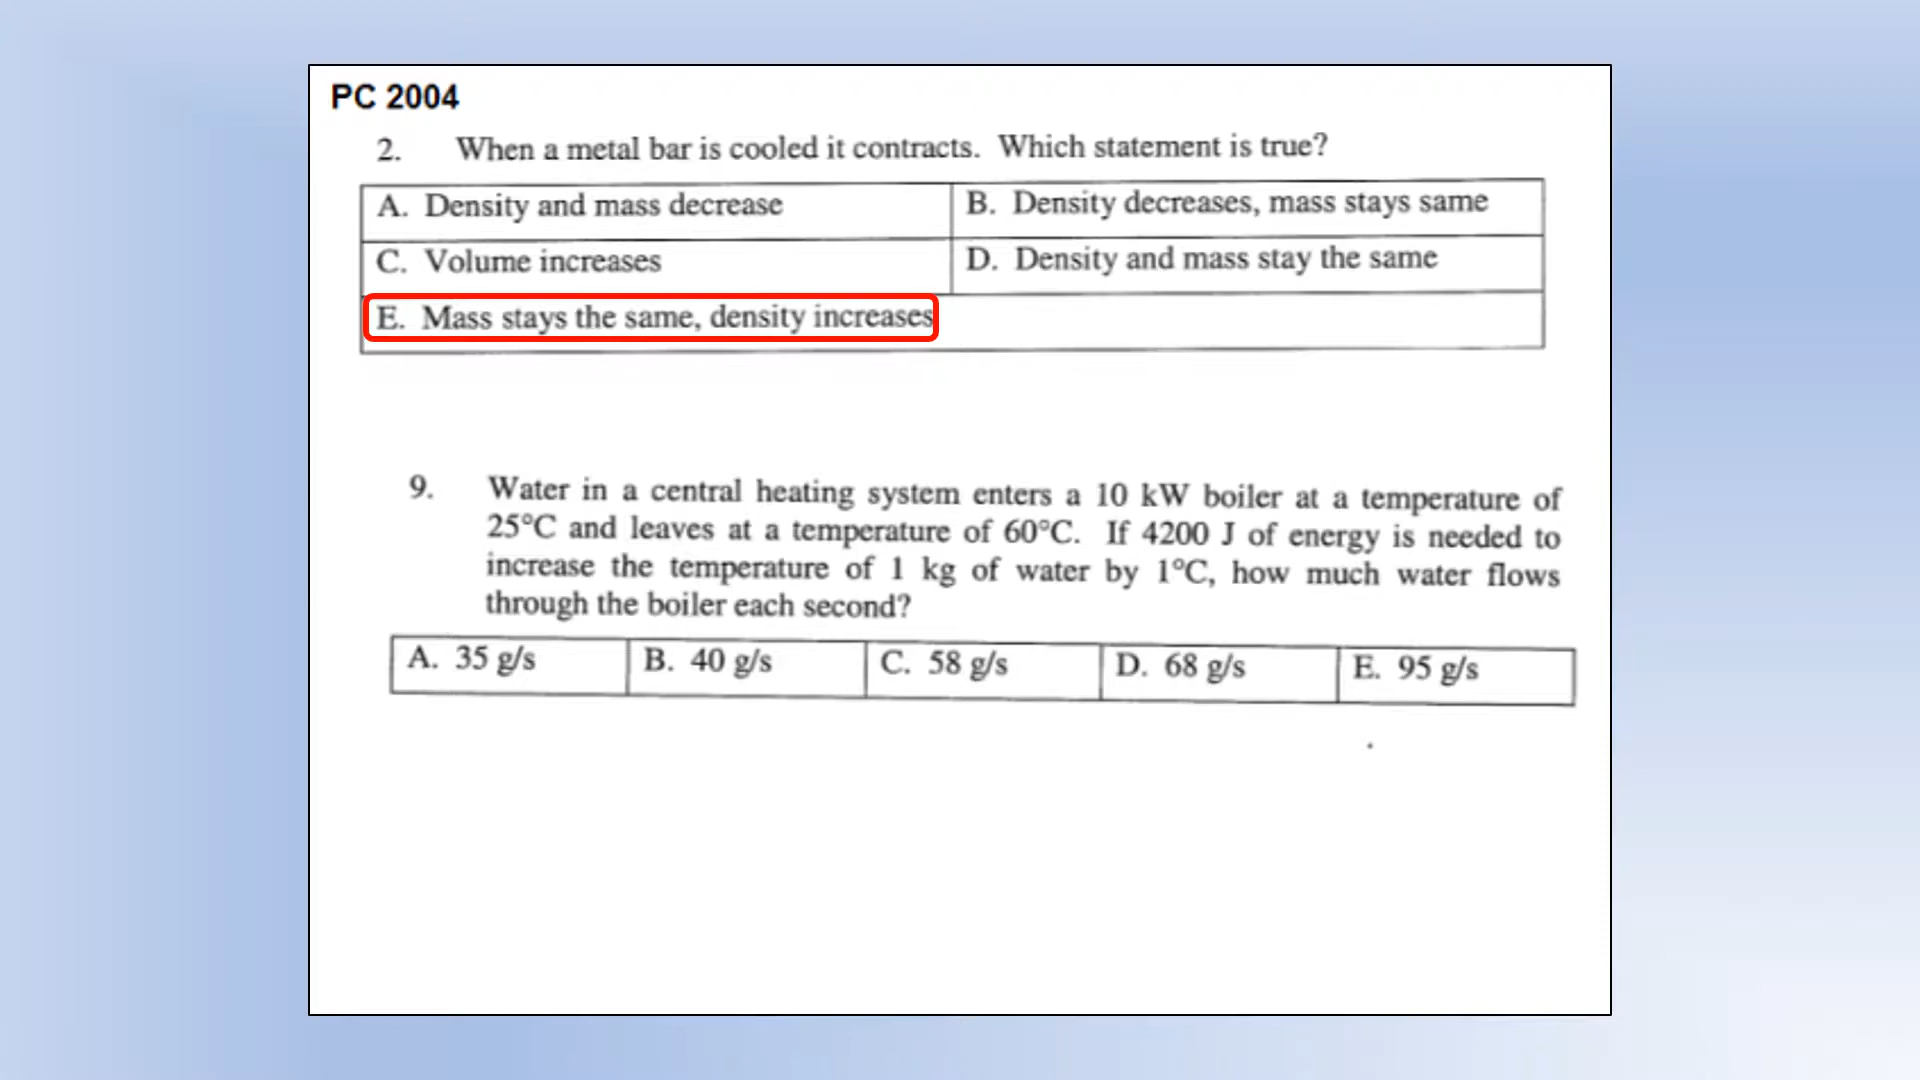 PC 2004
2. When a metal bar is cooled it contracts. Which statement is true?
A. Density and mass decrease
B. Density decreases, mass stays same
C. Volume increases
D. Density and mass stay the same
E. Mass stays the same, density increases
9. Water in a central heating system enters a 10 kW boiler at a temperature of
25°C and leaves at a temperature of 60°C. If 4200 J of energy is needed to
increase the temperature of 1 kg of water by 1°C, how much water flows
through the boiler each second?
A. 35 g/s
B. 40 g/s
C. 58 g/s
D. 68 g/s
E. 95 g/s